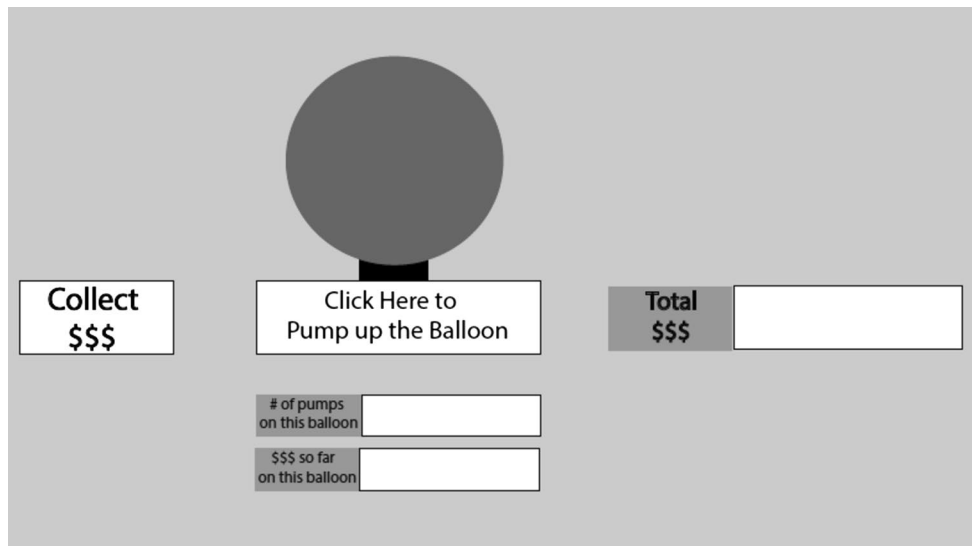 Collect
$$$
Click Here to
Pump up the Balloon
Total
$$$
# of pumps
on this balloon
$$$ so far
on this balloon